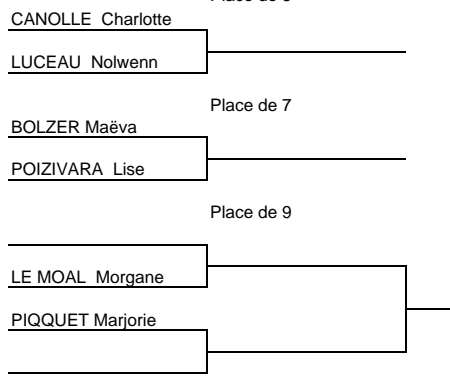 CANOLLE  Charlotte
LUCEAU  Nolwenn
Place de 7
BOLZER Maëva
POIZIVARA  Lise
Place de 9
LE MOAL  Morgane
PIQQUET Marjorie